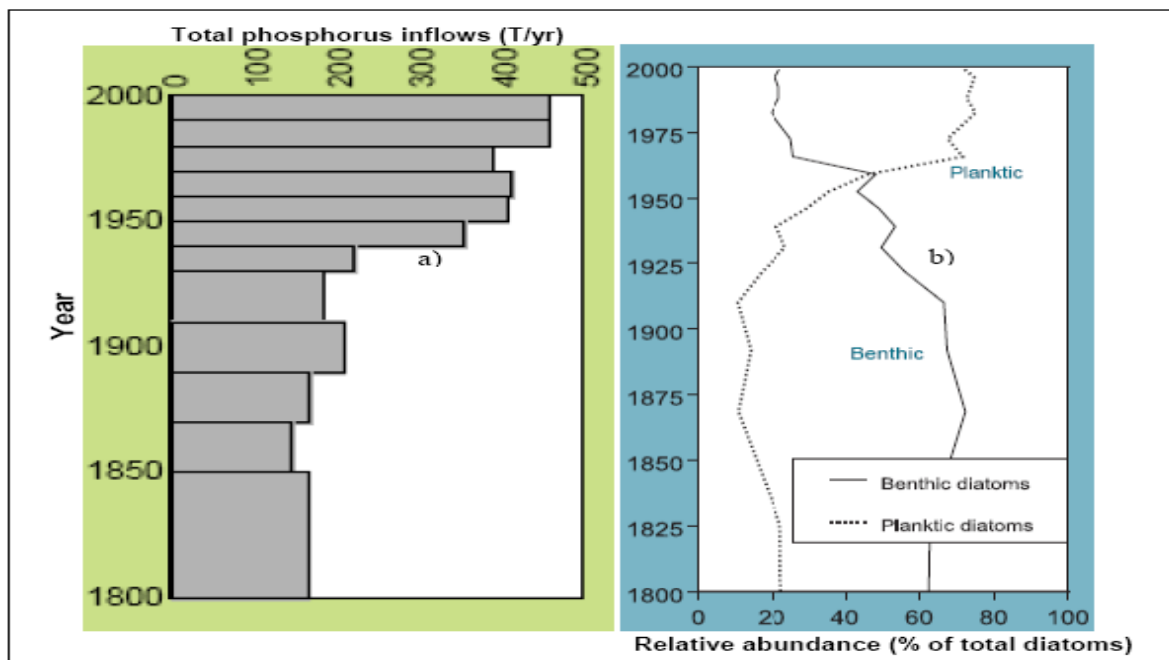 Total phosphorus inflows (T/yr)
0
100
200
300
400
500
2000
1950
1900
1850
1800
Year
a)
2000
1975
1950
1925
1900
1875
1850
1825
1800
Planktic
b)
Benthic
Benthic diatoms
Planktic diatoms
0 20 40 60 80 100
Relative abundance (% of total diatoms)